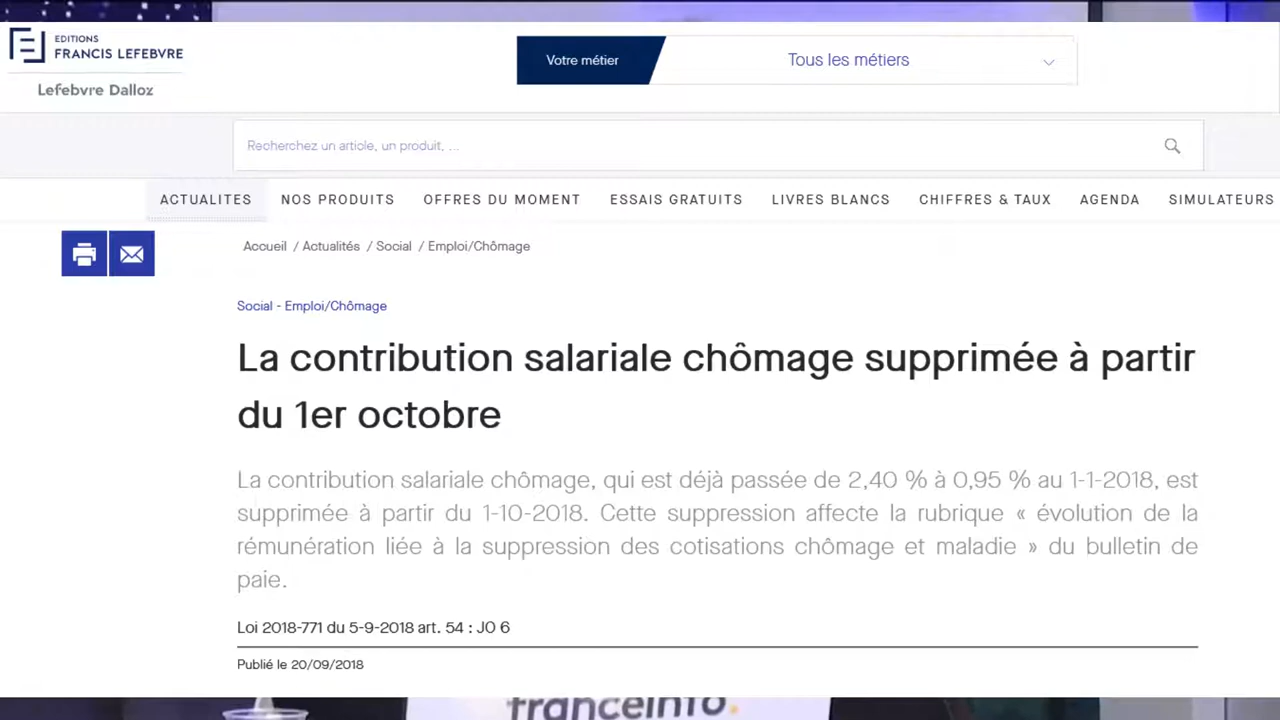 EDITIONS
FRANCIS LEFEBVRE
Lefebvre Dalloz
Votre métier
Tous les métiers
Recherchez un article, un produit, ...
ACTUALITES NOS PRODUITS OFFRES DU MOMENT ESSAIS GRATUITS LIVRES BLANCS CHIFFRES & TAUX AGENDA SIMULATEURS
Accueil / Actualités / Social / Emploi/Chômage
Social - Emploi/Chômage
La contribution salariale chômage supprimée à partir
du 1er octobre
La contribution salariale chômage, qui est déjà passée de 2,40 % à 0,95 % au 1-1-2018, est
supprimée à partir du 1-10-2018. Cette suppression affecte la rubrique « évolution de la
rémunération liée à la suppression des cotisations chômage et maladie » du bulletin de
paie.
Loi 2018-771 du 5-9-2018 art. 54 : JO 6
Publié le 20/09/2018
franceinfo.